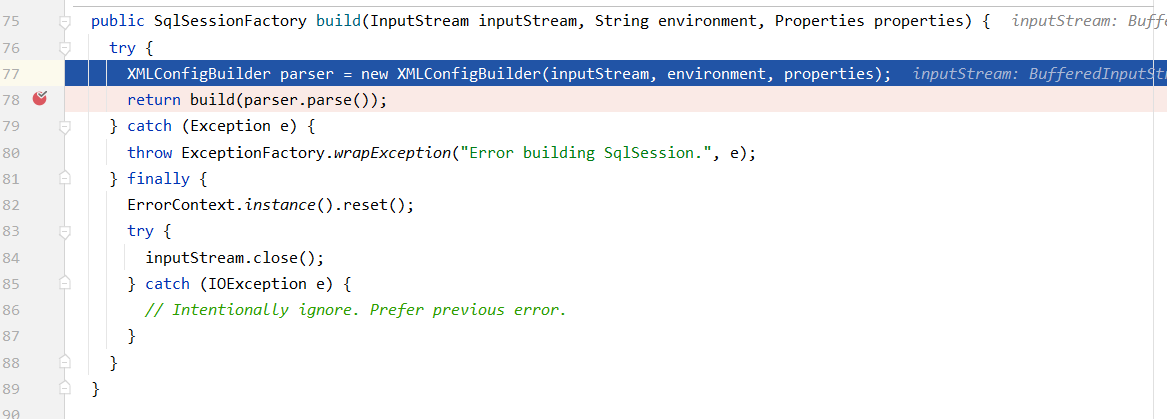 75 public SqlSessionFactory build(InputStream inputStream, String environment, Properties properties) { inputStream: Buffe
76 try {
77 XMLConfigBuilder parser = new XMLConfigBuilder(inputStream, environment, properties); inputStream: BufferedInputStr
78 return build(parser.parse());
79 } catch (Exception e) {
80 throw ExceptionFactory.wrapException("Error building SqlSession.", e);
81 } finally {
82 ErrorContext.instance().reset();
83 try {
84 inputStream.close();
85 } catch (IOException e) {
86 // Intentionally ignore. Prefer previous error.
87 }
88 }
89 }
90